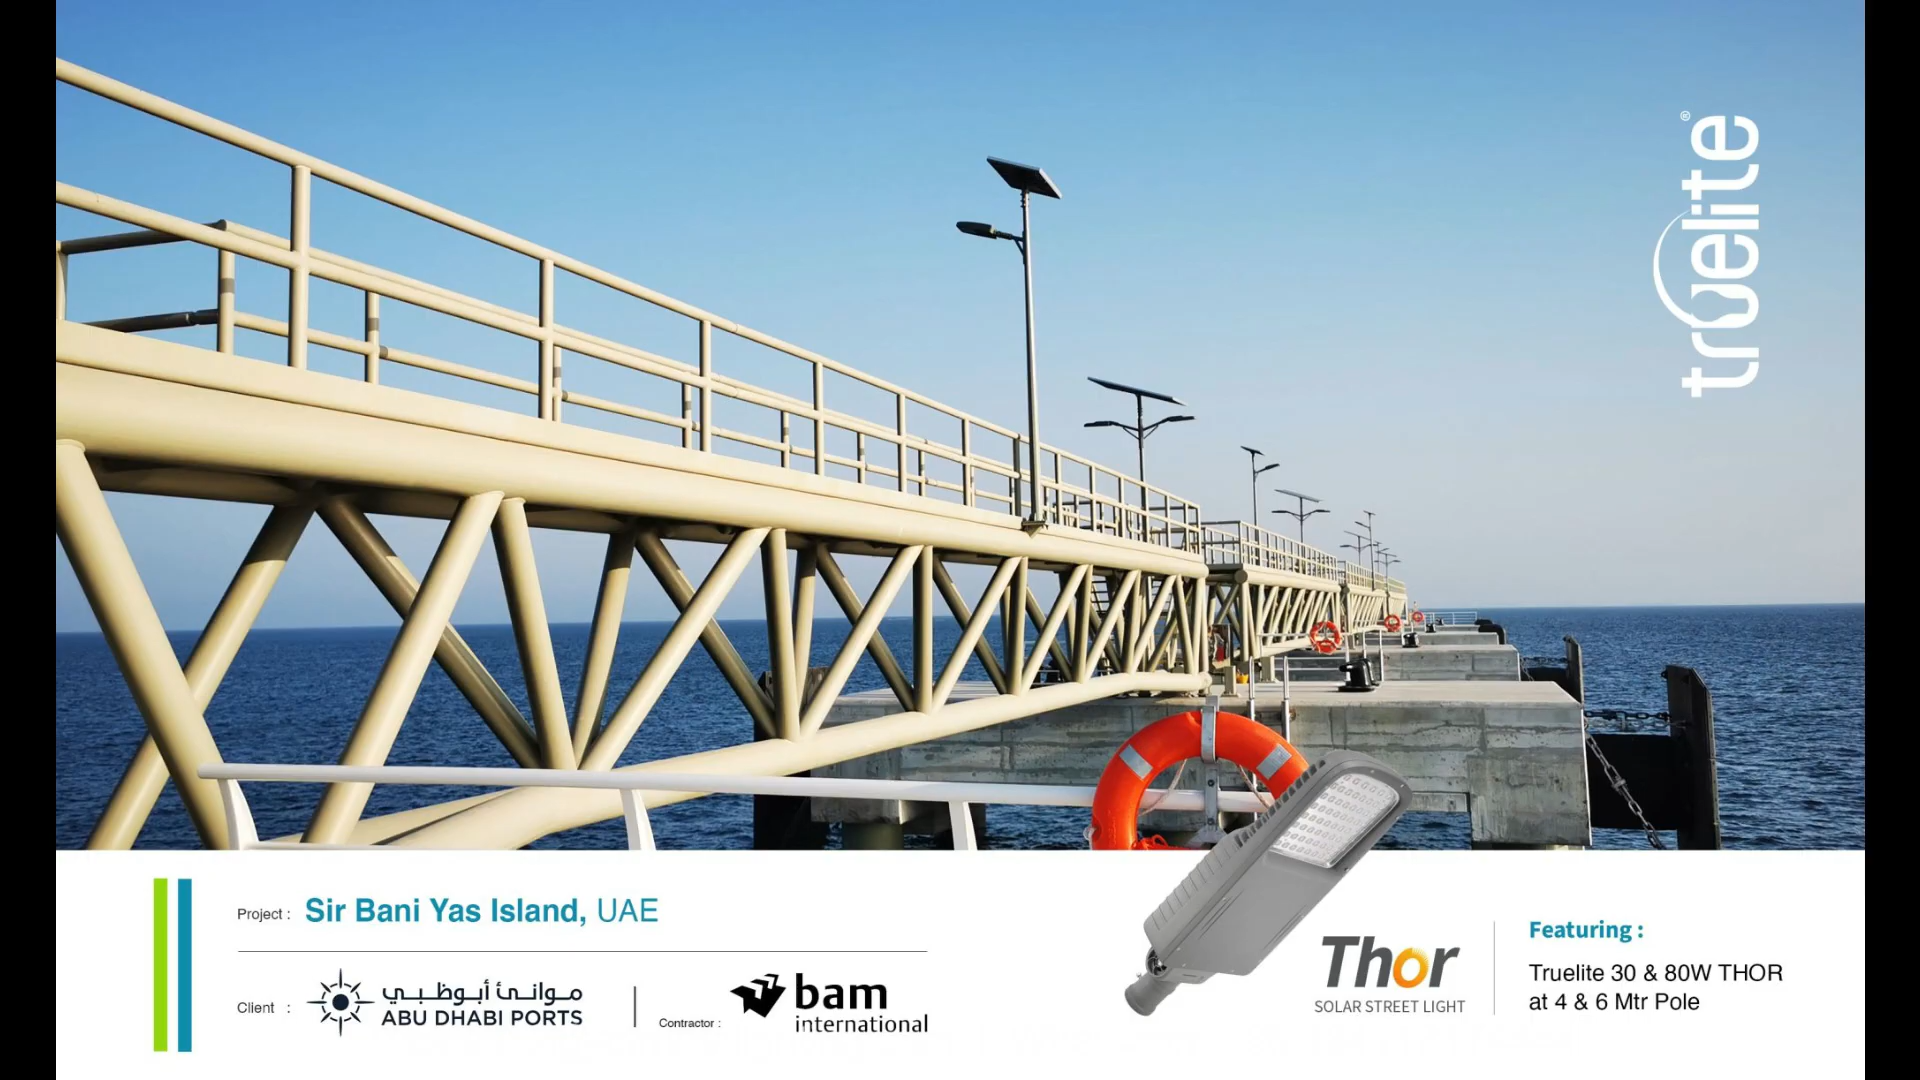 truelite®
Project : Sir Bani Yas Island, UAE
Client :
موانئ أبوظبي
ABU DHABI PORTS
Contractor :
bam
international
Thor
SOLAR STREET LIGHT
Featuring :
Truelite 30 & 80W THOR
at 4 & 6 Mtr Pole